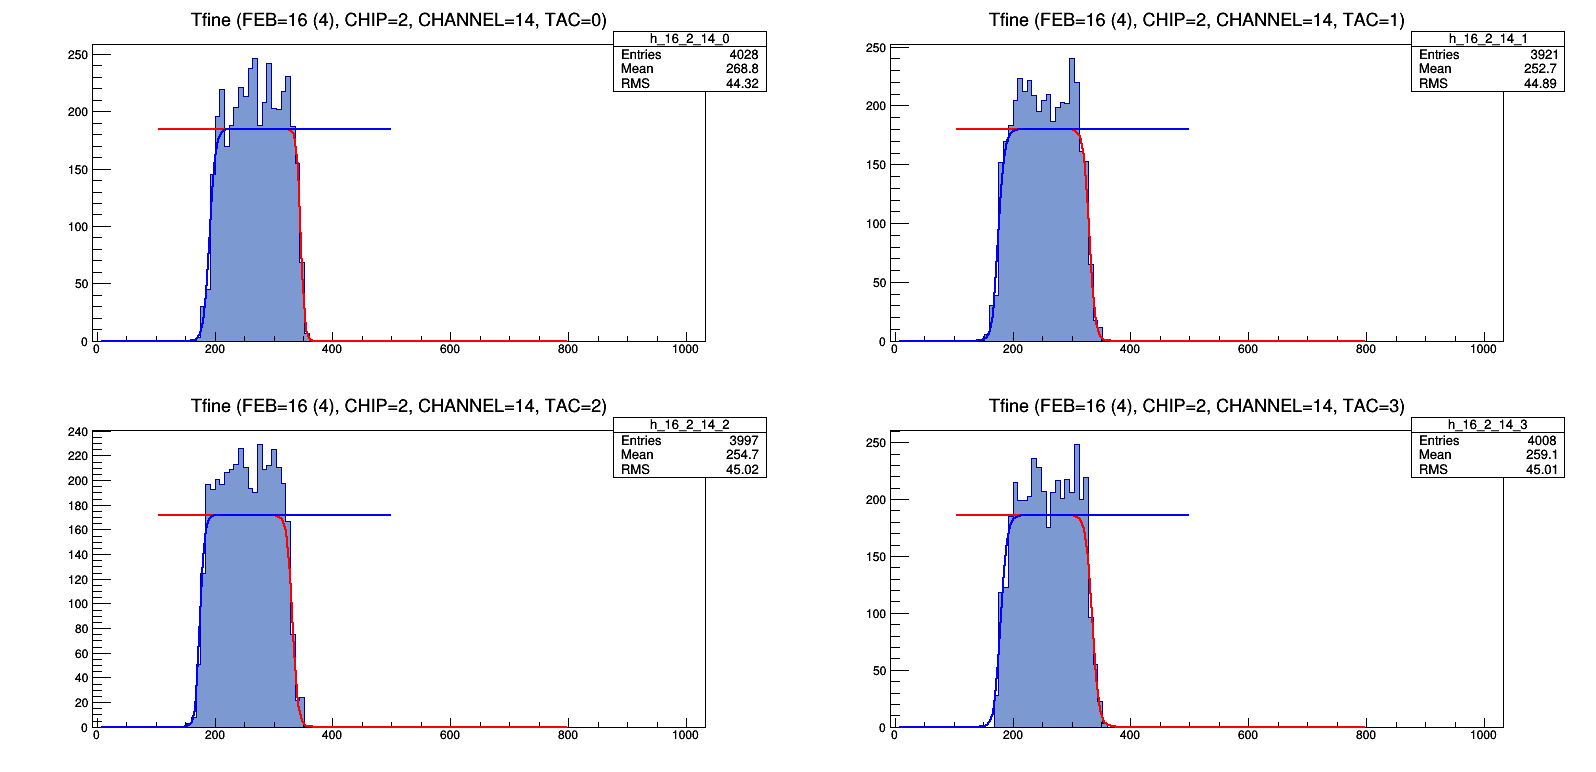 Tfine (FEB=16 (4), CHIP=2, CHANNEL=14, TAC=0)
h_16_2_14_0
Entries 4028
Mean 268.8
RMS 44.32
250
200
150
100
50
0
0 200 400 600 800 1000
Tfine (FEB=16 (4), CHIP=2, CHANNEL=14, TAC=1)
h_16_2_14_1
Entries 3921
Mean 252.7
RMS 44.89
250
200
150
100
50
0
0 200 400 600 800 1000
Tfine (FEB=16 (4), CHIP=2, CHANNEL=14, TAC=2)
h_16_2_14_2
Entries 3997
Mean 254.7
RMS 45.02
240
220
200
180
160
140
120
100
80
60
40
20
0
0 200 400 600 800 1000
Tfine (FEB=16 (4), CHIP=2, CHANNEL=14, TAC=3)
h_16_2_14_3
Entries 4008
Mean 259.1
RMS 45.01
250
200
150
100
50
0
0 200 400 600 800 1000